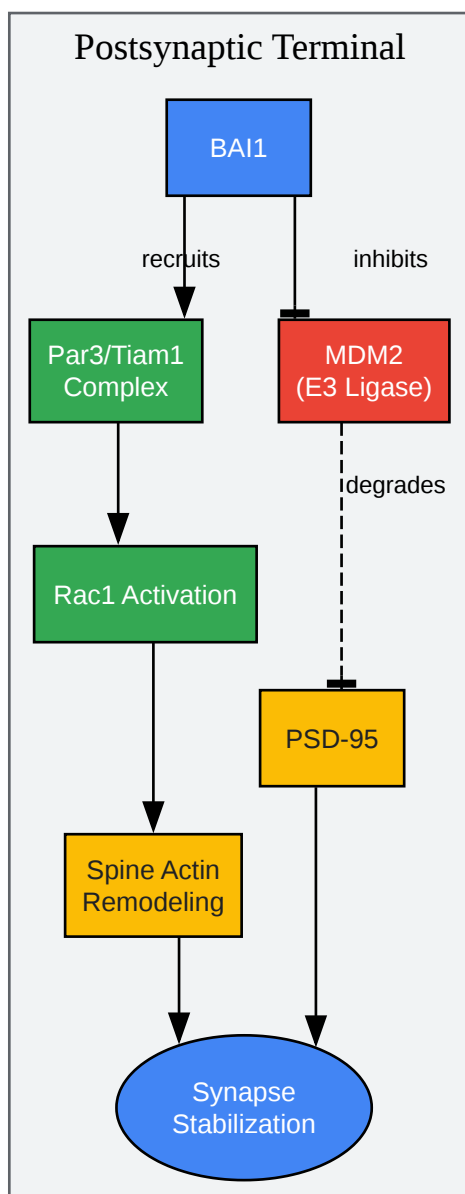 Postsynaptic Terminal
BAI1
recruits
inhibits
Par3/Tiam1
Complex
MDM2
(E3 Ligase)
degrades
Rac1 Activation
PSD-95
Spine Actin
Remodeling
Synapse
Stabilization